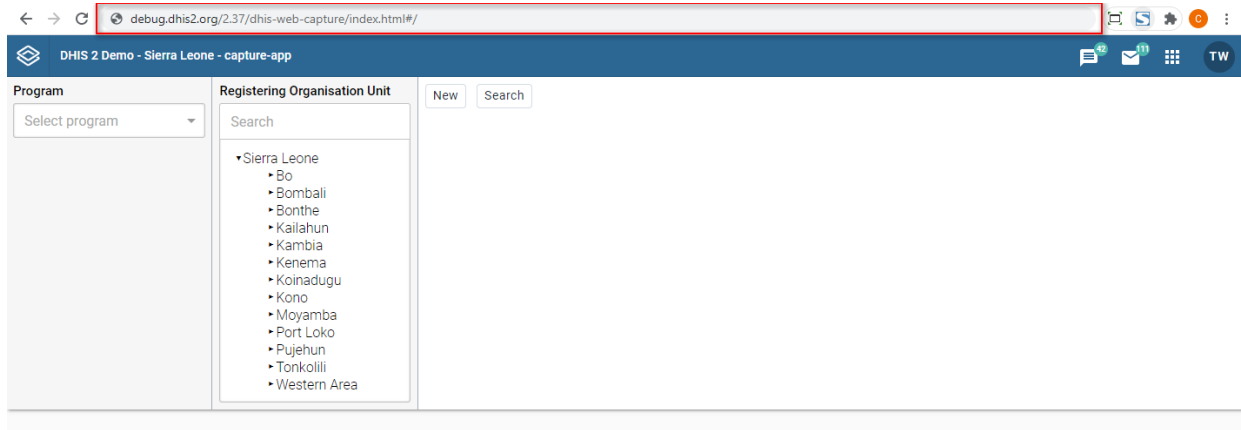 debug.dhis2.org/2.37/dhis-web-capture/index.html#/
C
DHIS 2 Demo - Sierra Leone - capture-app
42
111
TW
Program
Select program
Registering Organisation Unit
Search
Sierra Leone
Bo
Bombali
Bonthe
Kailahun
Kambia
Kenema
Koinadugu
Kono
Moyamba
Port Loko
Pujehun
Tonkolili
Western Area
New
Search